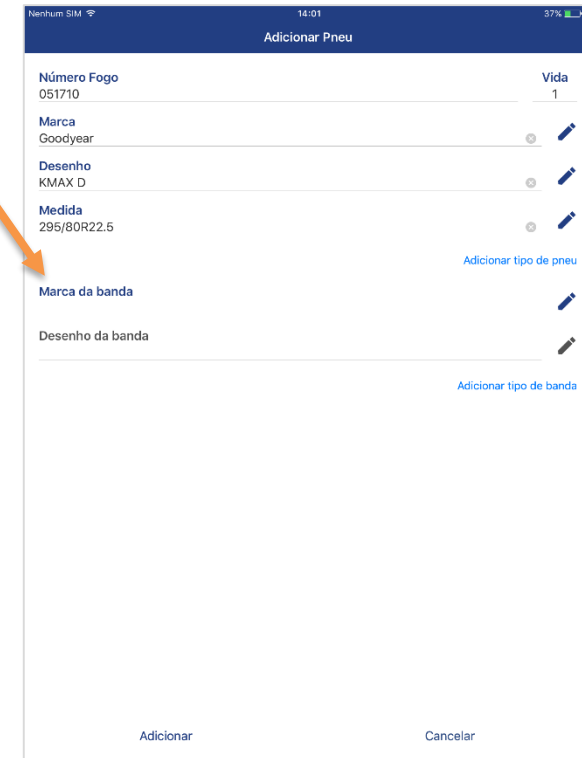 Nenhum SIM 14:01 37%
Adicionar Pneu
Número Fogo Vida
051710 1
Marca
Goodyear
Desenho
KMAX D
Medida
295/80R22.5
Adicionar tipo de pneu
Marca da banda
Desenho da banda
Adicionar tipo de banda
Adicionar Cancelar